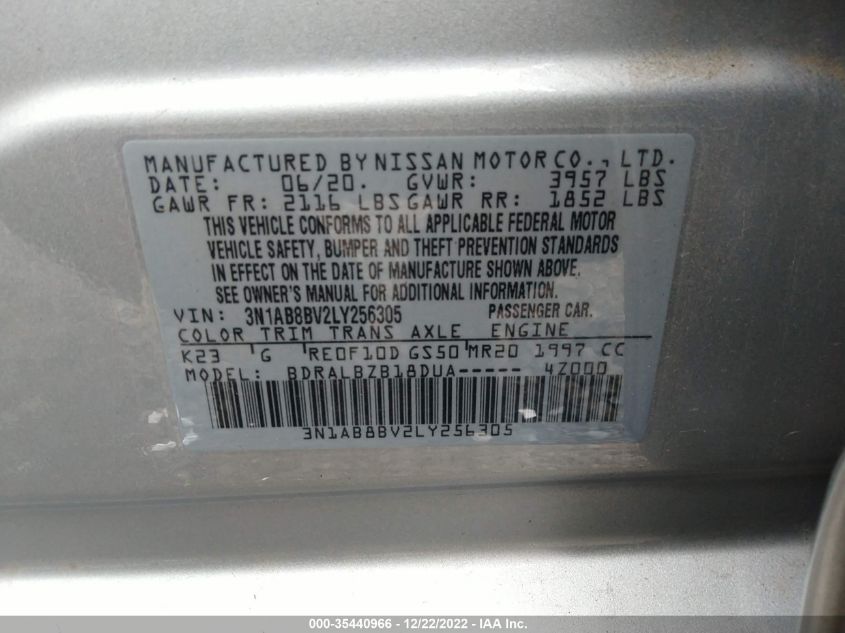 MANUFACTURED BY NISSAN MOTOR CO., LTD.
DATE: 06/20. GVWR: 3957 LBS
GAWR FR: 2116 LBS GAWR RR: 1852 LBS
THIS VEHICLE CONFORMS TO ALL APPLICABLE FEDERAL MOTOR
VEHICLE SAFETY, BUMPER AND THEFT PREVENTION STANDARDS
IN EFFECT ON THE DATE OF MANUFACTURE SHOWN ABOVE.
SEE OWNER'S MANUAL FOR ADDITIONAL INFORMATION.
VIN: 3N1AB8BV2LY256305 PASSENGER CAR.
COLOR TRIM TRANS AXLE ENGINE
K23 'G 'RE0F10D GS50'MR20 1997 CC
MODEL: BDRALBZB18DUA----- 4Z000
3N1AB8BV2LY256305
000-35440966 - 12/22/2022 - IAA Inc.